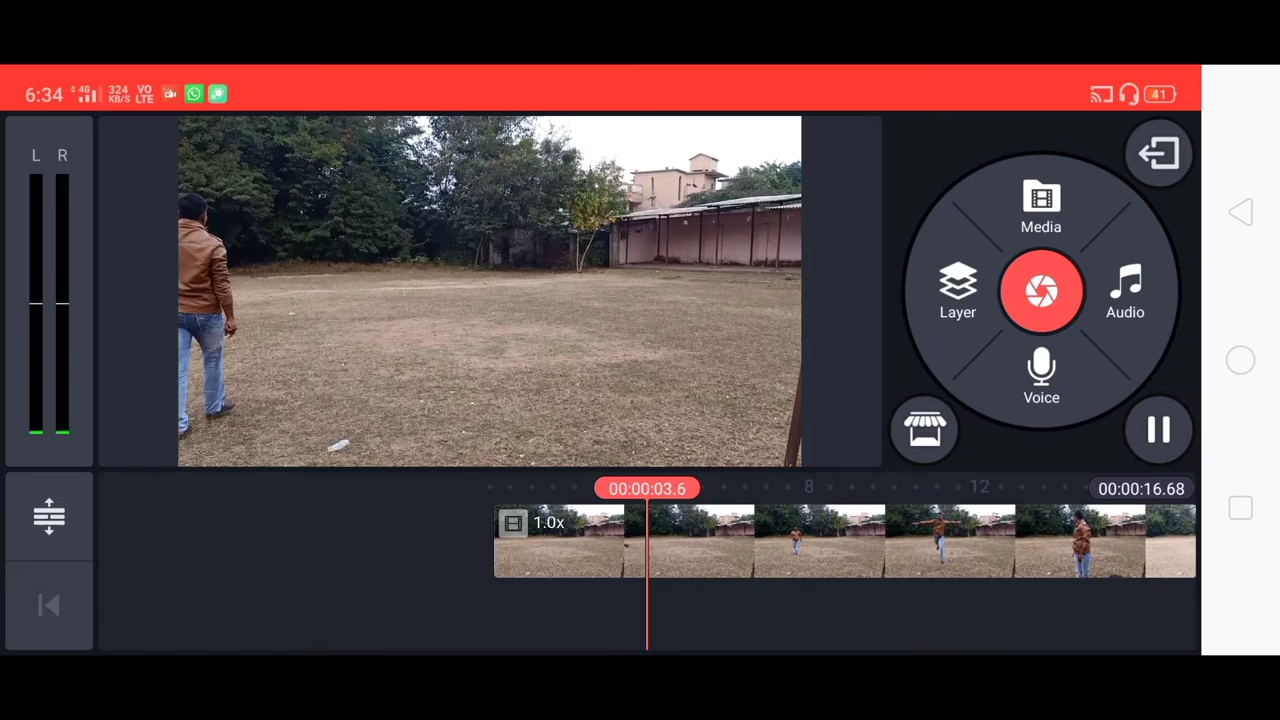 6:34 4G 324 KB/S VO LTE 41
L R
Media
Layer
Audio
Voice
00:00:03.6 8 12 00:00:16.68
1.0x